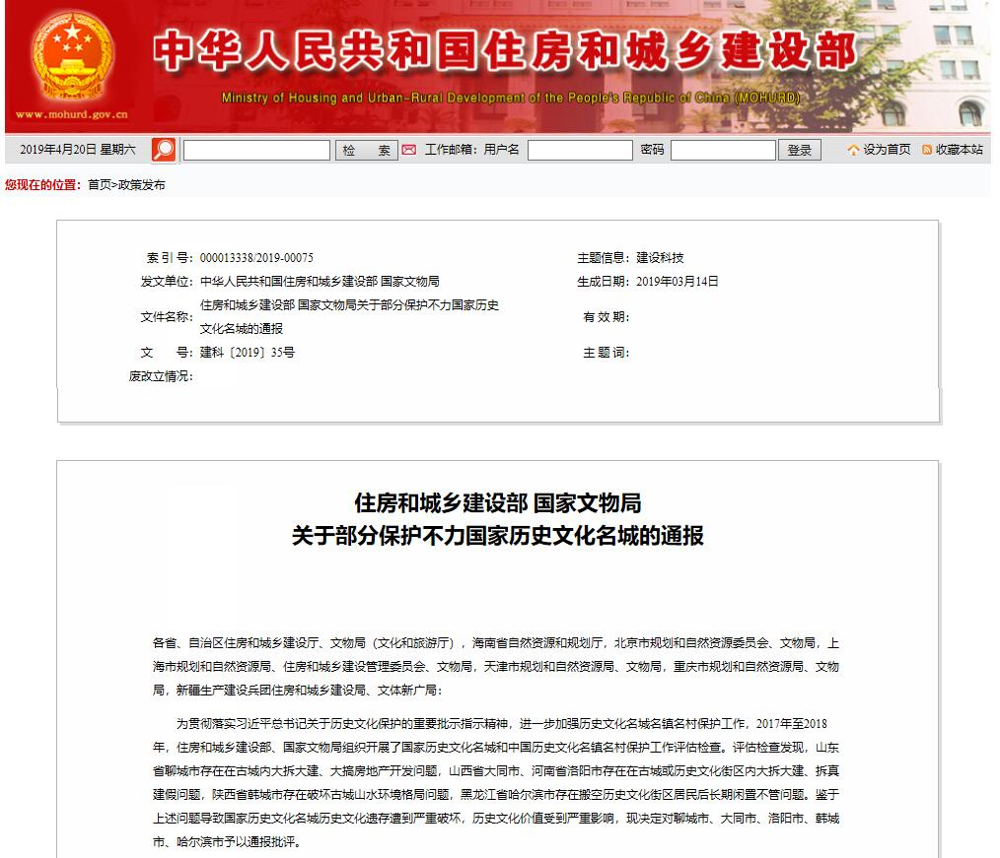 中华人民共和国住房和城乡建设部
Ministry of Housing and Urban-Rural Development of the People's Republic of China (MOHURD)
www.mohurd.gov.cn
2019年4月20日 星期六 检 索 工作邮箱：用户名 密码 登录 设为首页 收藏本站
您现在的位置：首页>政策发布
索 引 号：000013338/2019-00075 主题信息：建设科技
发文单位：中华人民共和国住房和城乡建设部 国家文物局 生成日期：2019年03月14日
文件名称：住房和城乡建设部 国家文物局关于部分保护不力国家历史文化名城的通报 有 效 期：
文　　号：建科〔2019〕35号 主 题 词：
废改立情况：
住房和城乡建设部 国家文物局
关于部分保护不力国家历史文化名城的通报
各省、自治区住房和城乡建设厅、文物局（文化和旅游厅），海南省自然资源和规划厅，北京市规划和自然资源委员会、文物局，上
海市规划和自然资源局、住房和城乡建设管理委员会、文物局，天津市规划和自然资源局、文物局，重庆市规划和自然资源局、文物
局，新疆生产建设兵团住房和城乡建设局、文体新广局：
为贯彻落实习近平总书记关于历史文化保护的重要批示指示精神，进一步加强历史文化名城名镇名村保护工作，2017年至2018
年，住房和城乡建设部、国家文物局组织开展了国家历史文化名城和中国历史文化名镇名村保护工作评估检查。评估检查发现，山东
省聊城市存在在古城内大拆大建、大搞房地产开发问题，山西省大同市、河南省洛阳市存在在古城或历史文化街区内大拆大建、拆真
建假问题，陕西省韩城市存在破坏古城山水环境格局问题，黑龙江省哈尔滨市存在搬空历史文化街区居民后长期闲置不管问题。鉴于
上述问题导致国家历史文化名城历史文化遗存遭到严重破坏，历史文化价值受到严重影响，现决定对聊城市、大同市、洛阳市、韩城
市、哈尔滨市予以通报批评。